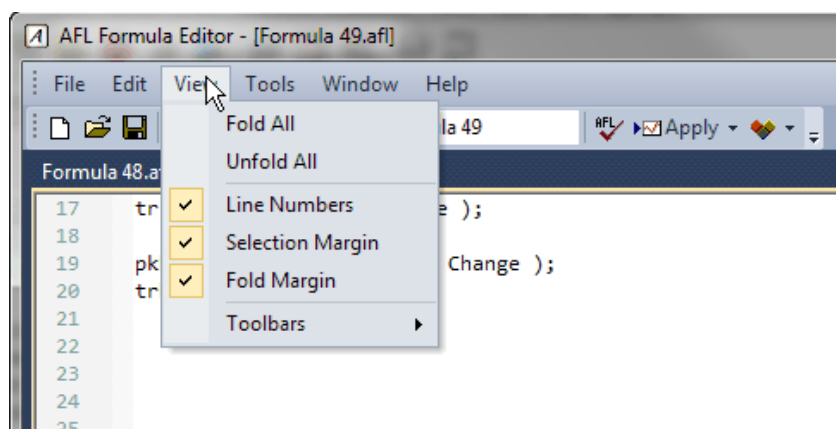 AFL Formula Editor - [Formula 49.afl]
File Edit View Tools Window Help
Fold All
la 49
AFL Apply
Unfold All
Formula 48.a
Line Numbers
Selection Margin
Fold Margin
Toolbars
17 tr e );
18
19 pk Change );
20 tr
21
22
23
24
25